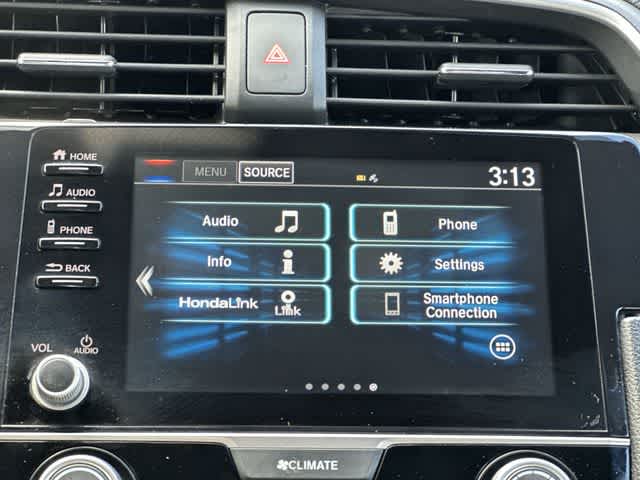 HOME
AUDIO
PHONE
BACK
VOL
AUDIO
MENU
SOURCE
3:13
Audio
Phone
Info
Settings
HondaLink
Link
Smartphone
Connection
CLIMATE